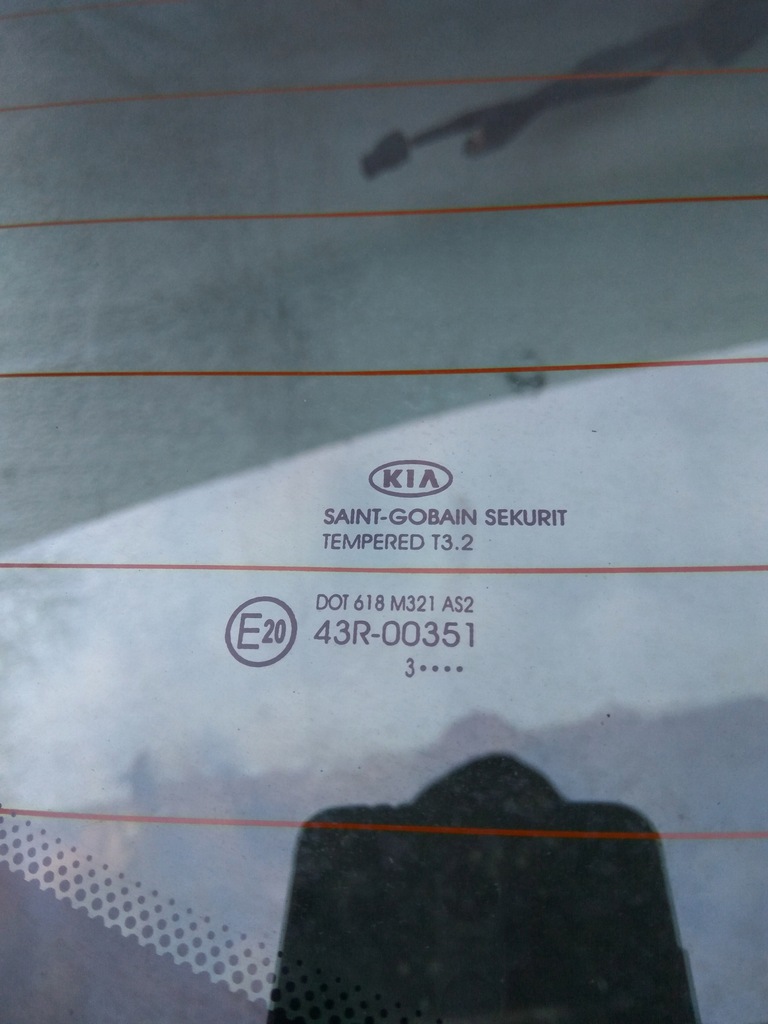 KIA
SAINT-GOBAIN SEKURIT
TEMPERED T3.2
DOT 618 M321 AS2
E20 43R-00351
3••••